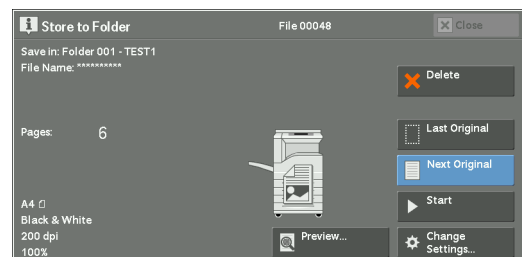 Store to Folder
File 00048
Close
Save in: Folder 001 - TEST1
File Name: **********
Delete
Pages: 6
Last Original
Next Original
Start
A4
Black & White
200 dpi
100%
Preview...
Change
Settings...